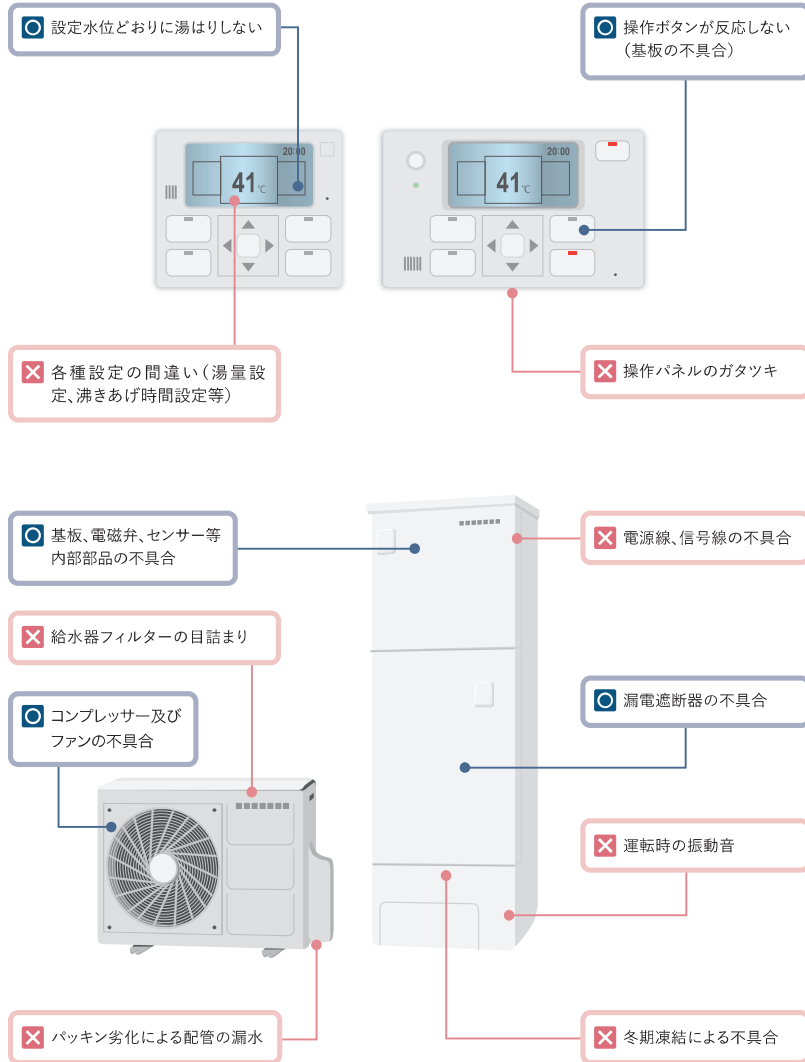 設定水位どおりに湯はりしない
操作ボタンが反応しない
(基板の不具合)
20:00
41℃
20:00
41℃
各種設定の間違い(湯量設
定、沸きあげ時間設定等)
操作パネルのガタツキ
基板、電磁弁、センサー等
内部部品の不具合
電源線、信号線の不具合
給水器フィルターの目詰まり
漏電遮断器の不具合
コンプレッサー及び
ファンの不具合
運転時の振動音
パッキン劣化による配管の漏水
冬期凍結による不具合